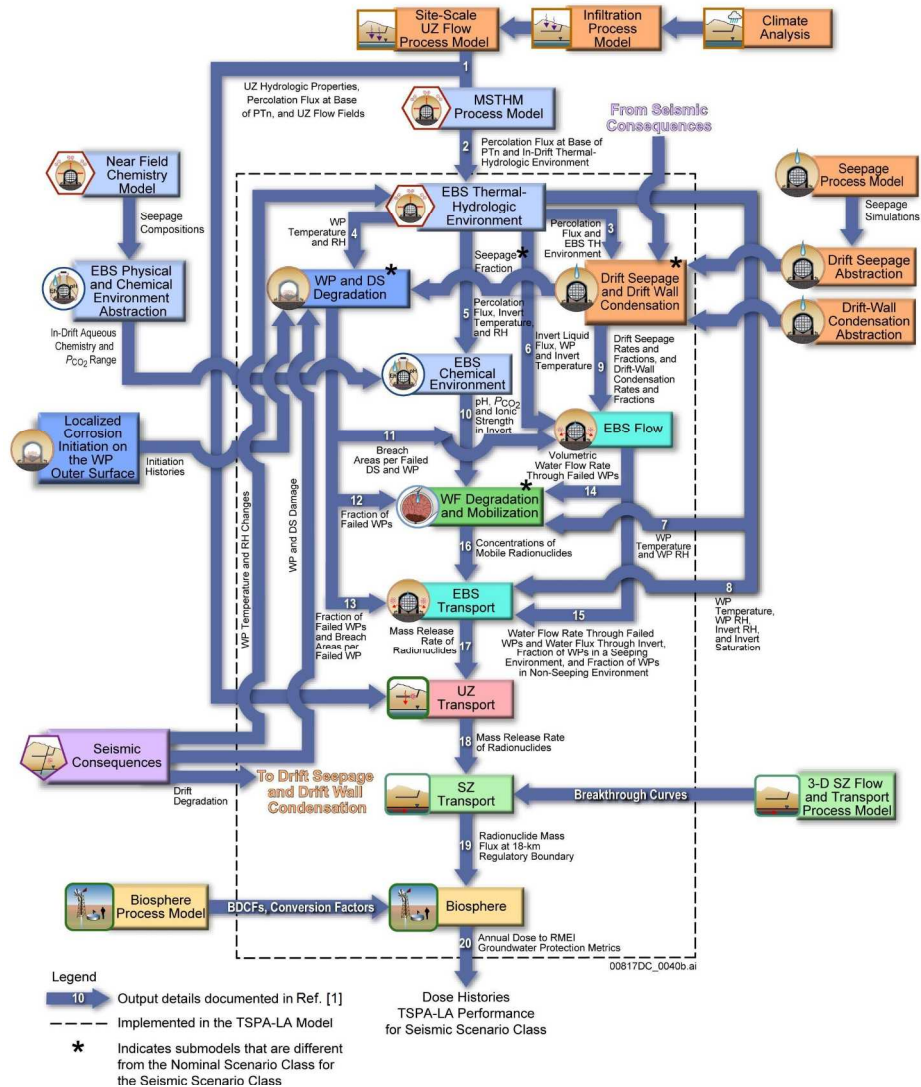 Site-Scale
UZ Flow
Process Model
Infiltration
Process Model
Climate
Analysis
1
UZ Hydrologic Properties,
Percolation Flux at Base
of PTn, and UZ Flow Fields
MSTHM
Process Model
From Seismic
Consequences
2
Percolation Flux at Base of
PTn and In-Drift Thermal-
Hydrologic Environment
Near Field
Chemistry
Model
Seepage
Process Model
Seepage
Compositions
Seepage
Simulations
EBS Thermal-
Hydrologic
Environment
WP
Temperature
and RH
4
3
Percolation
Flux and
EBS TH
Environment
Seepage
Fraction
*
EBS Physical
and Chemical
Environment
Abstraction
WP and DS
Degradation
*
Drift Seepage
and Drift Wall
Condensation
*
Drift Seepage
Abstraction
Drift-Wall
Condensation
Abstraction
5
Percolation
Flux, Invert
Temperature,
and RH
In-Drift Aqueous
Chemistry and
PCO2 Range
6
Invert Liquid
Flux, WP
and Invert
Temperature
9
Drift Seepage
Rates and
Fractions, and
Drift-Wall
Condensation
Rates and
Fractions
EBS
Chemical
Environment
10
pH, PCO2
and Ionic
Strength
in Invert
Localized
Corrosion
Initiation on
the WP
Outer Surface
Initiation
Histories
EBS Flow
11
Breach
Areas per Failed
DS and WP
Volumetric
Water Flow Rate
Through Failed WPs
14
12
Fraction of
Failed WPs
WF Degradation
and Mobilization
*
7
WP
Temperature
and WP RH
WP Temperature and RH Changes
WP and DS Damage
16
Concentrations of
Mobile Radionuclides
8
WP
Temperature,
WP RH,
Invert RH,
and Invert
Saturation
13
Fraction of
Failed WPs
and Breach
Areas per
Failed WP
EBS
Transport
15
Water Flow Rate Through Failed
WPs and Water Flux Through Invert,
Fraction of WPs in a Seeping
Environment, and Fraction of WPs
in Non-Seeping Environment
Mass Release
Rate of
Radionuclides
17
UZ
Transport
18
Mass Release Rate
of Radionuclides
Seismic
Consequences
Drift
Degradation
To Drift Seepage
and Drift Wall
Condensation
SZ
Transport
Breakthrough Curves
3-D SZ Flow
and Transport
Process Model
19
Radionuclide Mass
Flux at 18-km
Regulatory Boundary
Biosphere
Process Model
BDCFs, Conversion Factors
Biosphere
20
Annual Dose to RMEI
Groundwater Protection Metrics
00817DC_0040b.ai
Legend
10
Output details documented in Ref. [1]
Implemented in the TSPA-LA Model
*
Indicates submodels that are different
from the Nominal Scenario Class for
the Seismic Scenario Class
Dose Histories
TSPA-LA Performance
for Seismic Scenario Class